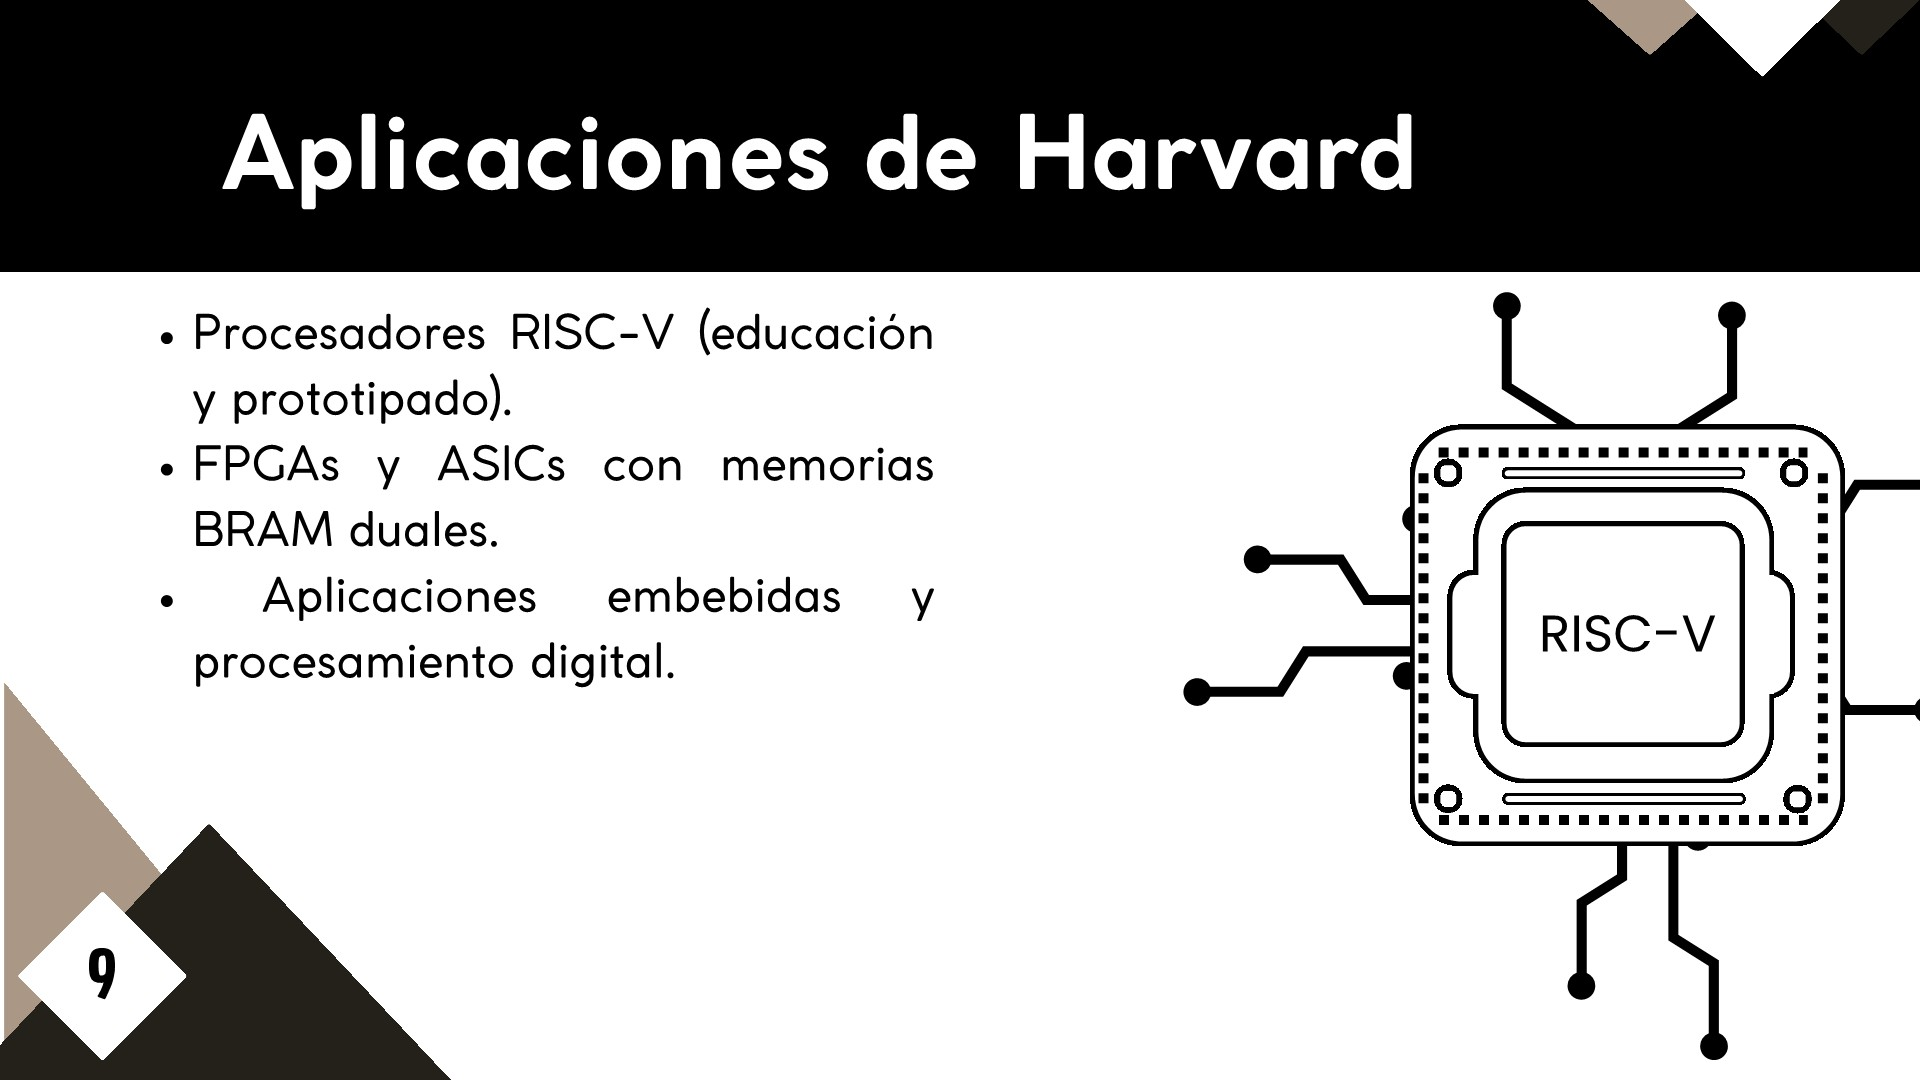 Aplicaciones de Harvard
• Procesadores RISC-V (educación
y prototipado).
• FPGAs y ASICs con memorias
BRAM duales.
• Aplicaciones embebidas y
procesamiento digital.
RISC-V
9